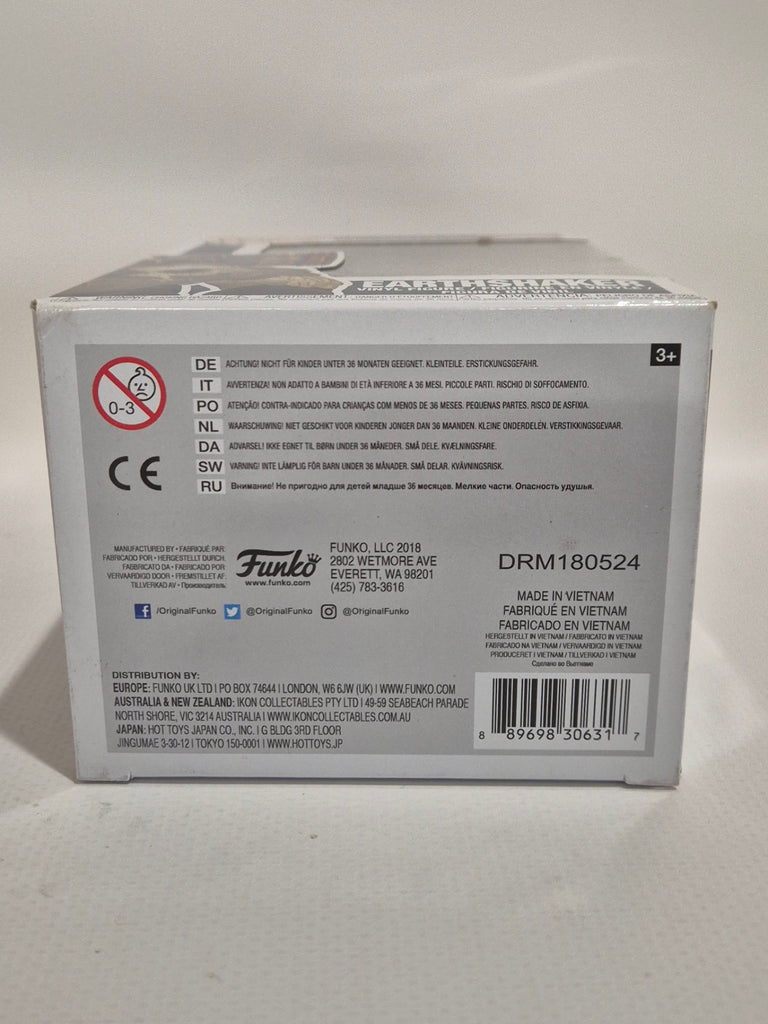 EARTHSHAKER
3+
0-3
DE ACHTUNG! NICHT FÜR KINDER UNTER 36 MONATEN GEEIGNET. KLEINTEILE. ERSTICKUNGSGEFAHR.
IT AVVERTENZA! NON ADATTO A BAMBINI DI ETÀ INFERIORE A 36 MESI. PICCOLE PARTI. RISCHIO DI SOFFOCAMENTO.
PO ATENÇÃO! CONTRA-INDICADO PARA CRIANÇAS COM MENOS DE 36 MESES. PEQUENAS PARTES. RISCO DE ASFIXIA.
NL WAARSCHUWING! NIET GESCHIKT VOOR KINDEREN JONGER DAN 36 MAANDEN. KLEINE ONDERDELEN. VERSTIKKINGSGEVAAR.
DA ADVARSEL! IKKE EGNET TIL BØRN UNDER 36 MÅNEDER. SMÅ DELE. KVÆLNINGSFARE.
SW VARNING! INTE LÄMPLIG FÖR BARN UNDER 36 MÅNADER. SMÅ DELAR. KVÄVNINGSRISK.
RU Внимание! Не пригодно для детей младше 36 месяцев. Мелкие части. Опасность удушья.
CE
MANUFACTURED BY • FABRIQUÉ PAR
FABRICADO POR • HERGESTELLT DURCH
FABBRICATO DA • FABRICADO POR
VERVAARDIGD DOOR • FREMSTILLET AF
TILLVERKAD AV • Производитель
Funko
www.funko.com
FUNKO, LLC 2018
2802 WETMORE AVE
EVERETT, WA 98201
(425) 783-3616
/OriginalFunko @OriginalFunko @OriginalFunko
DRM180524
MADE IN VIETNAM
FABRIQUÉ EN VIETNAM
FABRICADO EN VIETNAM
HERGESTELLT IN VIETNAM / FABBRICATO IN VIETNAM
FABRICADO NA VIETNAM / VERVAARDIGD IN VIETNAM
PRODUCERET I VIETNAM / TILLVERKAD I VIETNAM
Сделано во Вьетнаме
DISTRIBUTION BY:
EUROPE: FUNKO UK LTD I PO BOX 74644 I LONDON, W6 6JW (UK) I WWW.FUNKO.COM
AUSTRALIA & NEW ZEALAND: IKON COLLECTABLES PTY LTD I 49-59 SEABEACH PARADE
NORTH SHORE, VIC 3214 AUSTRALIA I WWW.IKONCOLLECTABLES.COM.AU
JAPAN: HOT TOYS JAPAN CO., INC. I G BLDG 3RD FLOOR
JINGUMAE 3-30-12 I TOKYO 150-0001 I WWW.HOTTOYS.JP
8 89698 30631 7